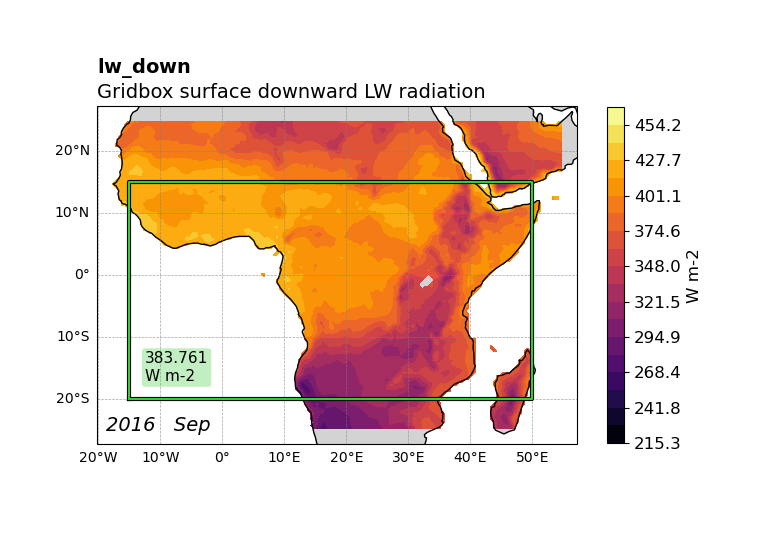 lw_down
Gridbox surface downward LW radiation
20°N
10°N
0°
10°S
20°S
20°W 10°W 0° 10°E 20°E 30°E 40°E 50°E
383.761
W m-2
2016 Sep
454.2
427.7
401.1
374.6
348.0
321.5
294.9
268.4
241.8
215.3
W m-2